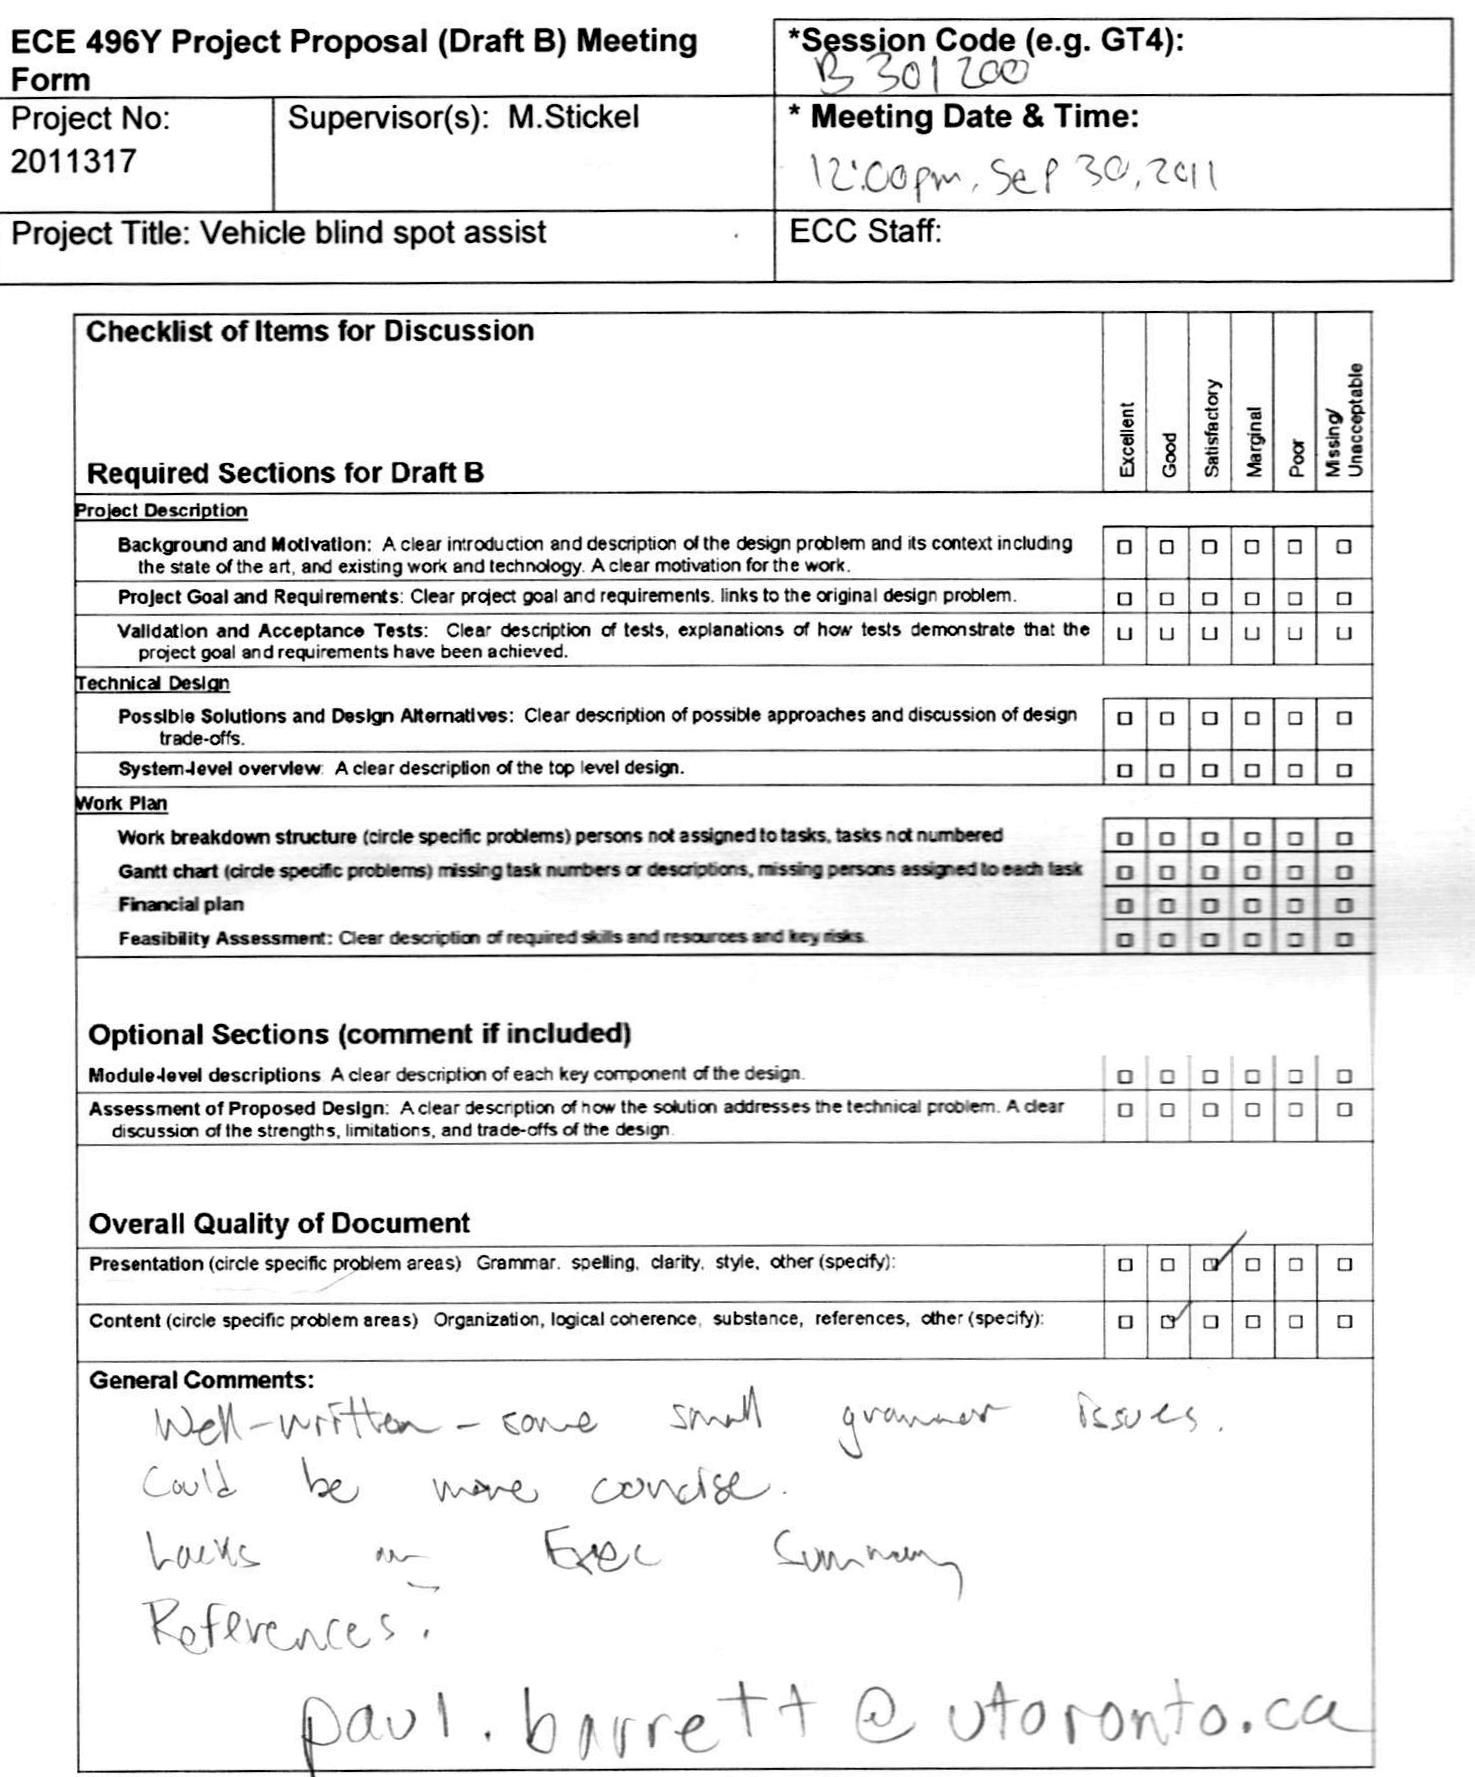 ECE 496Y Project Proposal (Draft B) Meeting
Form
*Session Code (e.g. GT4):
B 301200
Project No:
2011317
Supervisor(s): M.Stickel
* Meeting Date & Time:
12:00pm, Sep 30, 2011
Project Title: Vehicle blind spot assist
ECC Staff:
Checklist of Items for Discussion
Required Sections for Draft B
Excellent
Good
Satisfactory
Marginal
Poor
Missing/
Unacceptable
Project Description
Background and Motivation: A clear introduction and description of the design problem and its context including
the state of the art, and existing work and technology. A clear motivation for the work.
Project Goal and Requirements: Clear project goal and requirements. links to the original design problem.
Validation and Acceptance Tests: Clear description of tests, explanations of how tests demonstrate that the
project goal and requirements have been achieved.
Technical Design
Possible Solutions and Design Alternatives: Clear description of possible approaches and discussion of design
trade-offs.
System-level overview: A clear description of the top level design.
Work Plan
Work breakdown structure (circle specific problems) persons not assigned to tasks, tasks not numbered
Gantt chart (circle specific problems) missing task numbers or descriptions, missing persons assigned to each task
Financial plan
Feasibility Assessment: Clear description of required skills and resources and key risks.
Optional Sections (comment if included)
Module-level descriptions A clear description of each key component of the design.
Assessment of Proposed Design: A clear description of how the solution addresses the technical problem. A clear
discussion of the strengths, limitations, and trade-offs of the design.
Overall Quality of Document
Presentation (circle specific problem areas) Grammar. spelling, clarity. style, other (specify):
Content (circle specific problem areas) Organization, logical coherence, substance, references, other (specify):
General Comments:
Well-written - some small grammar issues.
Could be more concise.
Lacks an Exec Summary
References.
paul.barrett@utoronto.ca